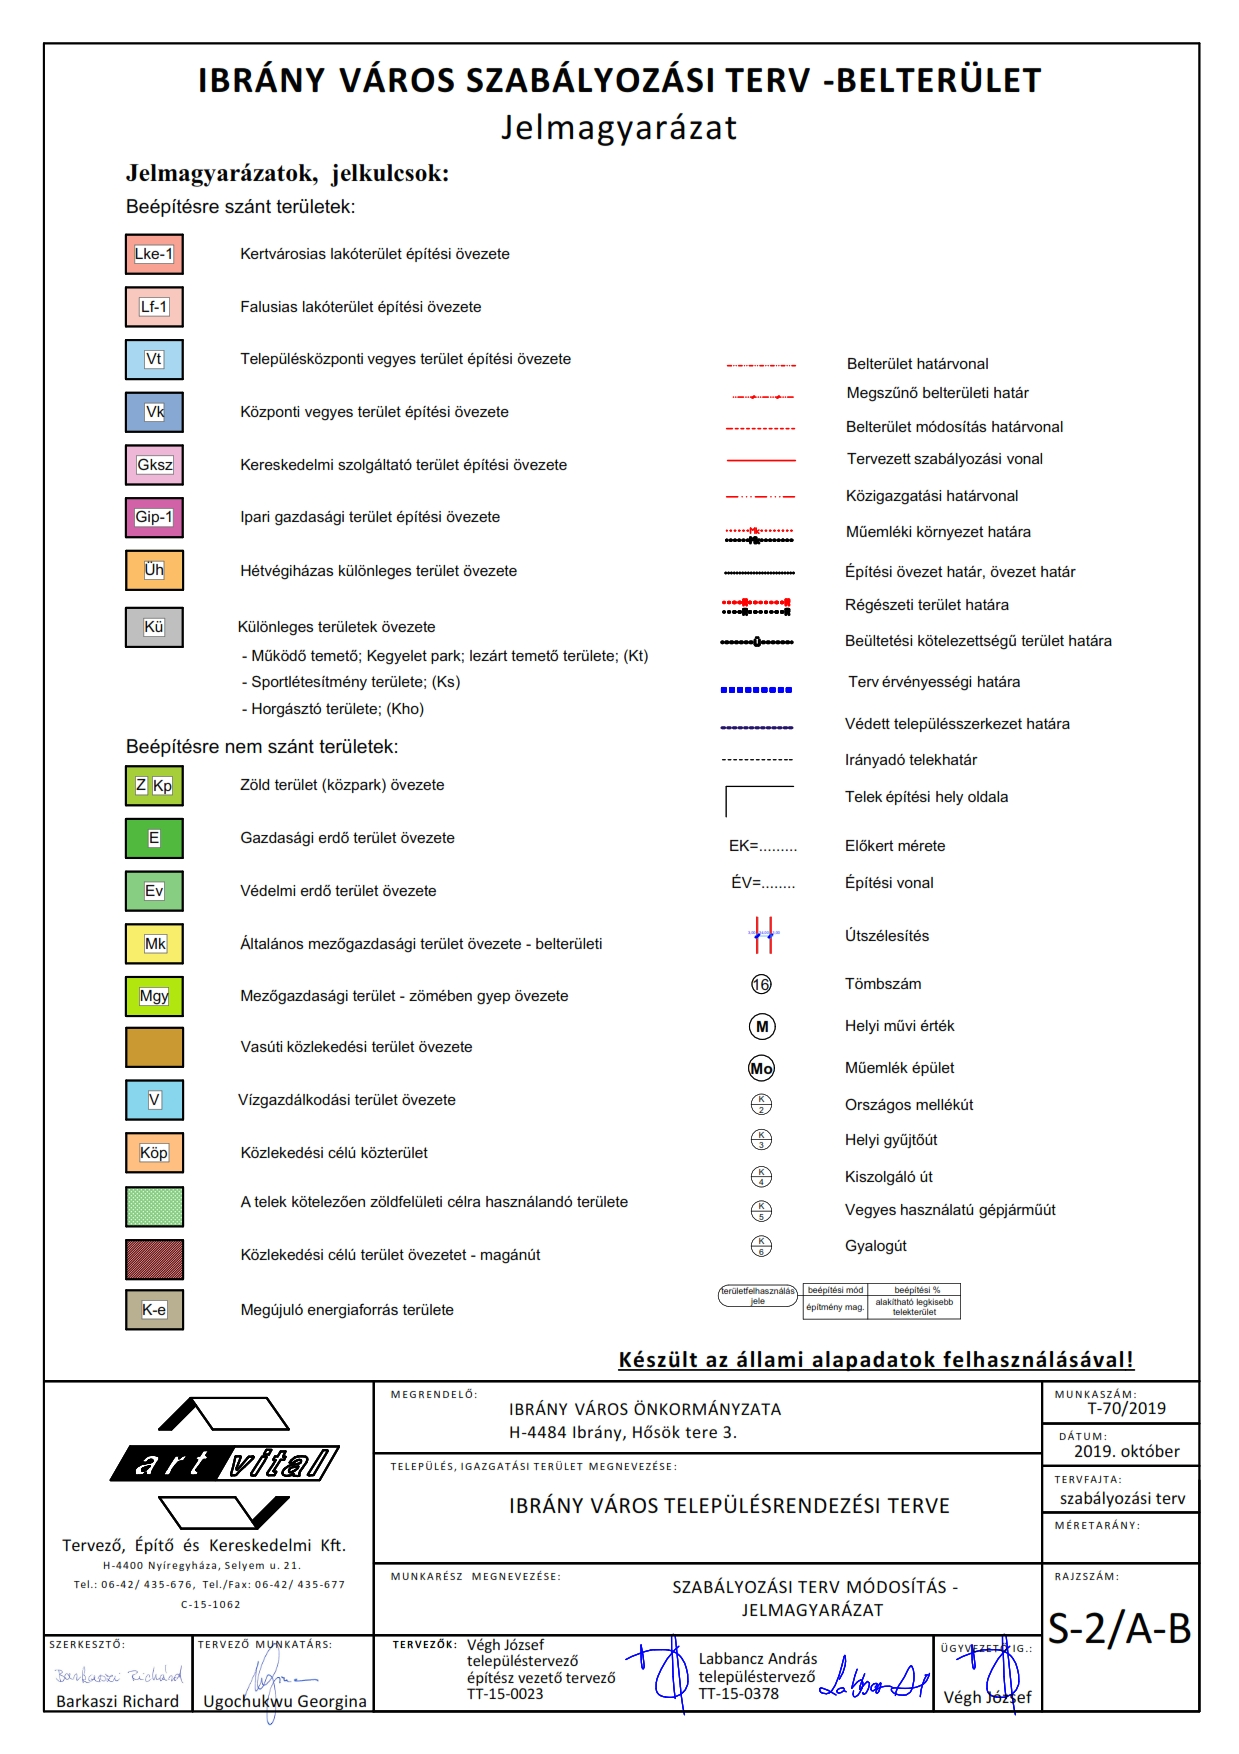 IBRÁNY VÁROS SZABÁLYOZÁSI TERV -BELTERÜLET
Jelmagyarázat
Jelmagyarázatok, jelkulcsok:
Beépítésre szánt területek:
Lke-1 Kertvárosias lakóterület építési övezete
Lf-1 Falusias lakóterület építési övezete
Vt Településközponti vegyes terület építési övezete
Vk Központi vegyes terület építési övezete
Gksz Kereskedelmi szolgáltató terület építési övezete
Gip-1 Ipari gazdasági terület építési övezete
Üh Hétvégiházas különleges terület övezete
Kü Különleges területek övezete
- Működő temető; Kegyelet park; lezárt temető területe; (Kt)
- Sportlétesítmény területe; (Ks)
- Horgásztó területe; (Kho)
Beépítésre nem szánt területek:
Z Kp Zöld terület (közpark) övezete
E Gazdasági erdő terület övezete
Ev Védelmi erdő terület övezete
Mk Általános mezőgazdasági terület övezete - belterületi
Mgy Mezőgazdasági terület - zömében gyep övezete
Vasúti közlekedési terület övezete
V Vízgazdálkodási terület övezete
Köp Közlekedési célú közterület
A telek kötelezően zöldfelületi célra használandó területe
Közlekedési célú terület övezetet - magánút
K-e Megújuló energiaforrás területe
Belterület határvonal
Megszűnő belterületi határ
Belterület módosítás határvonal
Tervezett szabályozási vonal
Közigazgatási határvonal
Mk Műemléki környezet határa
Építési övezet határ, övezet határ
Régészeti terület határa
Beültetési kötelezettségű terület határa
Terv érvényességi határa
Védett településszerkezet határa
Irányadó telekhatár
Telek építési hely oldala
EK=......... Előkert mérete
ÉV=........ Építési vonal
Útszélesítés
16 Tömbszám
M Helyi művi érték
Mo Műemlék épület
K 2 Országos mellékút
K 3 Helyi gyűjtőút
K 4 Kiszolgáló út
K 5 Vegyes használatú gépjárműút
K 6 Gyalogút
területfelhasználás jele
beépítési mód beépítési %
építmény mag. alakítható legkisebb telekterület
Készült az állami alapadatok felhasználásával!
art vital
Tervező, Építő és Kereskedelmi Kft.
H-4400 Nyíregyháza, Selyem u. 21.
Tel.: 06-42/ 435-676, Tel./Fax: 06-42/ 435-677
C-15-1062
MEGRENDELŐ:
IBRÁNY VÁROS ÖNKORMÁNYZATA
H-4484 Ibrány, Hősök tere 3.
TELEPÜLÉS, IGAZGATÁSI TERÜLET MEGNEVEZÉSE:
IBRÁNY VÁROS TELEPÜLÉSRENDEZÉSI TERVE
MUNKARÉSZ MEGNEVEZÉSE:
SZABÁLYOZÁSI TERV MÓDOSÍTÁS -
JELMAGYARÁZAT
MUNKASZÁM:
T-70/2019
DÁTUM:
2019. október
TERVFAJTA:
szabályozási terv
MÉRETARÁNY:
RAJZSZÁM:
S-2/A-B
SZERKESZTŐ:
Barkaszi Richárd
Barkaszi Richard
TERVEZŐ MUNKATÁRS:
Ugochukwu Georgina
TERVEZŐK: Végh József
településtervező
építész vezető tervező
TT-15-0023
Labbancz András
településtervező
TT-15-0378
ÜGYVEZETŐ IG.:
Végh József